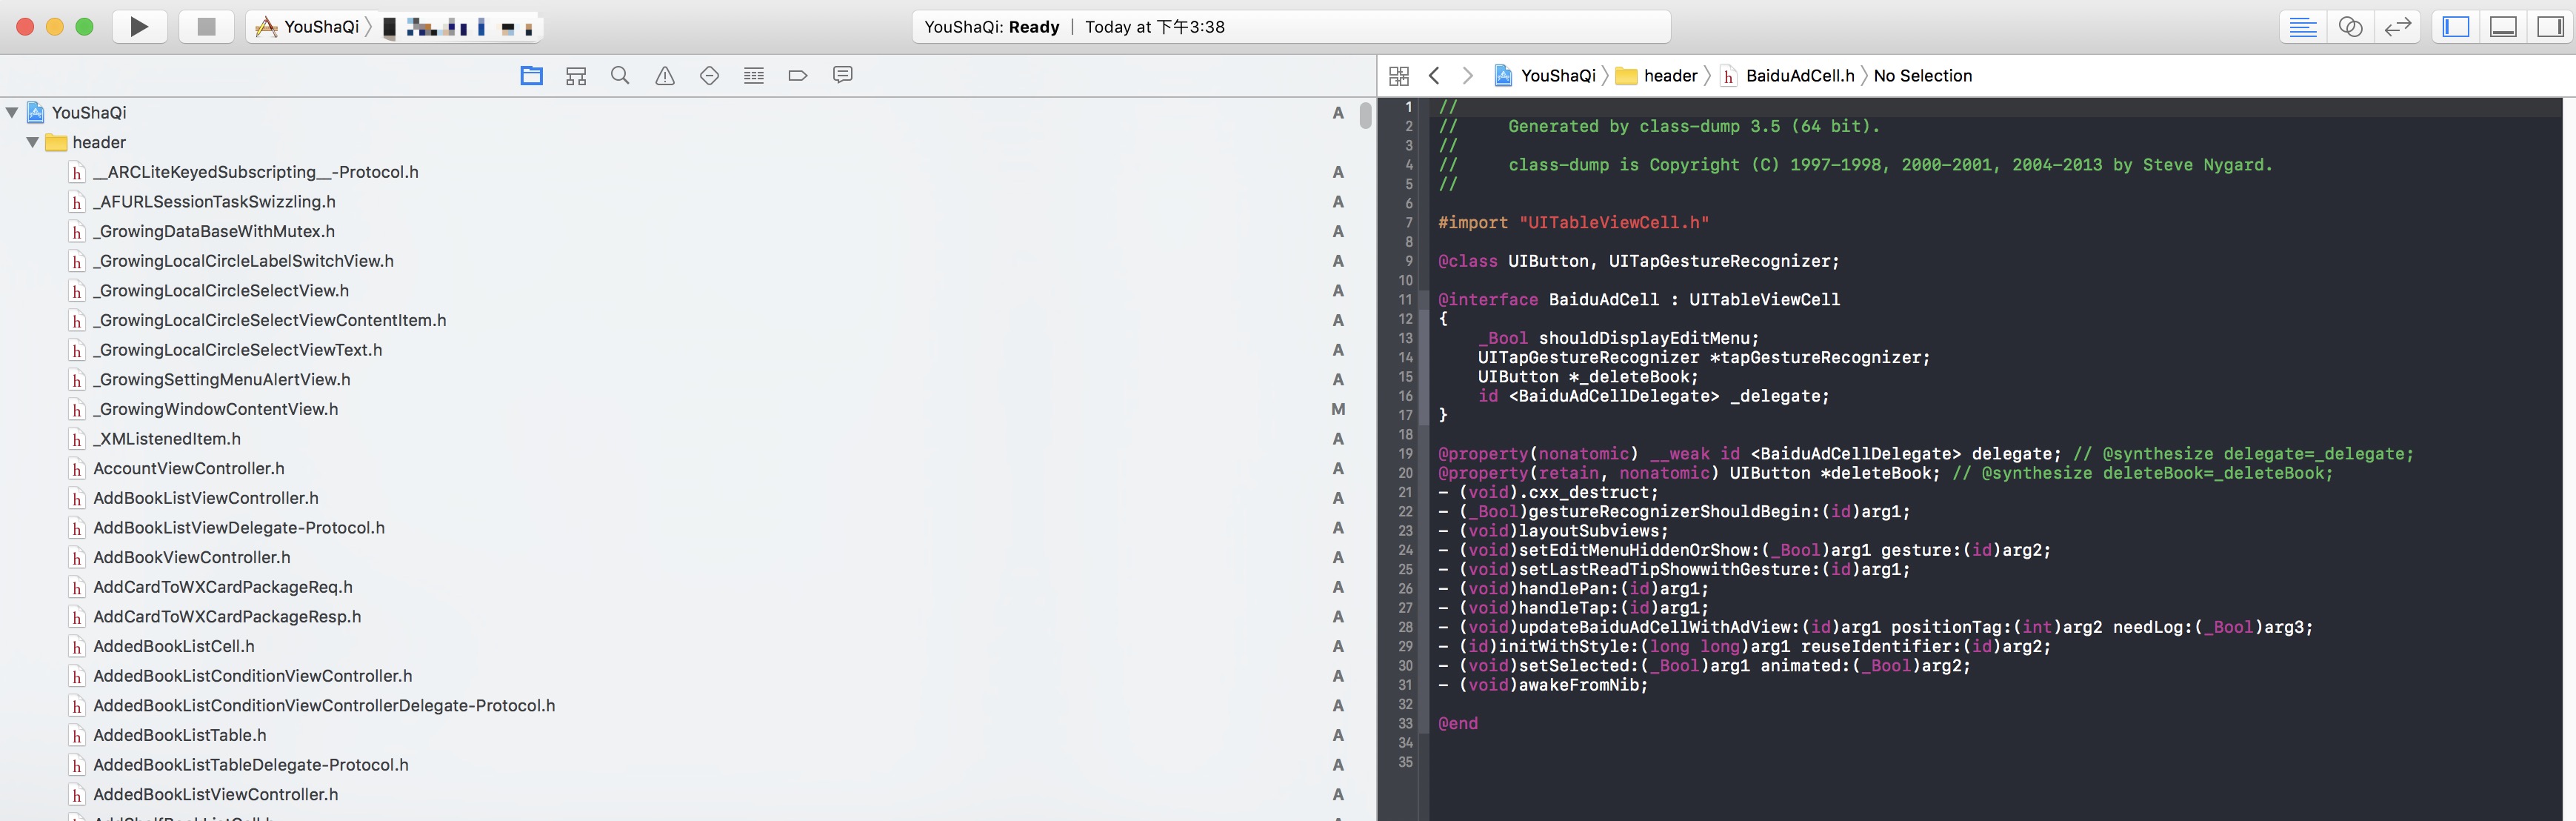 YouShaQi
YouShaQi: Ready | Today at 下午3:38
YouShaQi
header
BaiduAdCell.h
No Selection
YouShaQi A
header
__ARCLiteKeyedSubscripting__-Protocol.h A
_AFURLSessionTaskSwizzling.h A
_GrowingDataBaseWithMutex.h A
_GrowingLocalCircleLabelSwitchView.h A
_GrowingLocalCircleSelectView.h A
_GrowingLocalCircleSelectViewContentItem.h A
_GrowingLocalCircleSelectViewText.h A
_GrowingSettingMenuAlertView.h A
_GrowingWindowContentView.h M
_XMListenedItem.h A
AccountViewController.h A
AddBookListViewController.h A
AddBookListViewDelegate-Protocol.h A
AddBookViewController.h A
AddCardToWXCardPackageReq.h A
AddCardToWXCardPackageResp.h A
AddedBookListCell.h A
AddedBookListConditionViewController.h A
AddedBookListConditionViewControllerDelegate-Protocol.h A
AddedBookListTable.h A
AddedBookListTableDelegate-Protocol.h A
AddedBookListViewController.h A
1 //
2 // Generated by class-dump 3.5 (64 bit).
3 //
4 // class-dump is Copyright (C) 1997-1998, 2000-2001, 2004-2013 by Steve Nygard.
5 //
6
7 #import "UITableViewCell.h"
8
9 @class UIButton, UITapGestureRecognizer;
10
11 @interface BaiduAdCell : UITableViewCell
12 {
13 _Bool shouldDisplayEditMenu;
14 UITapGestureRecognizer *tapGestureRecognizer;
15 UIButton *_deleteBook;
16 id <BaiduAdCellDelegate> _delegate;
17 }
18
19 @property(nonatomic) __weak id <BaiduAdCellDelegate> delegate; // @synthesize delegate=_delegate;
20 @property(retain, nonatomic) UIButton *deleteBook; // @synthesize deleteBook=_deleteBook;
21 - (void).cxx_destruct;
22 - (_Bool)gestureRecognizerShouldBegin:(id)arg1;
23 - (void)layoutSubviews;
24 - (void)setEditMenuHiddenOrShow:(_Bool)arg1 gesture:(id)arg2;
25 - (void)setLastReadTipShowwithGesture:(id)arg1;
26 - (void)handlePan:(id)arg1;
27 - (void)handleTap:(id)arg1;
28 - (void)updateBaiduAdCellWithAdView:(id)arg1 positionTag:(int)arg2 needLog:(_Bool)arg3;
29 - (id)initWithStyle:(long long)arg1 reuseIdentifier:(id)arg2;
30 - (void)setSelected:(_Bool)arg1 animated:(_Bool)arg2;
31 - (void)awakeFromNib;
32
33 @end
34
35